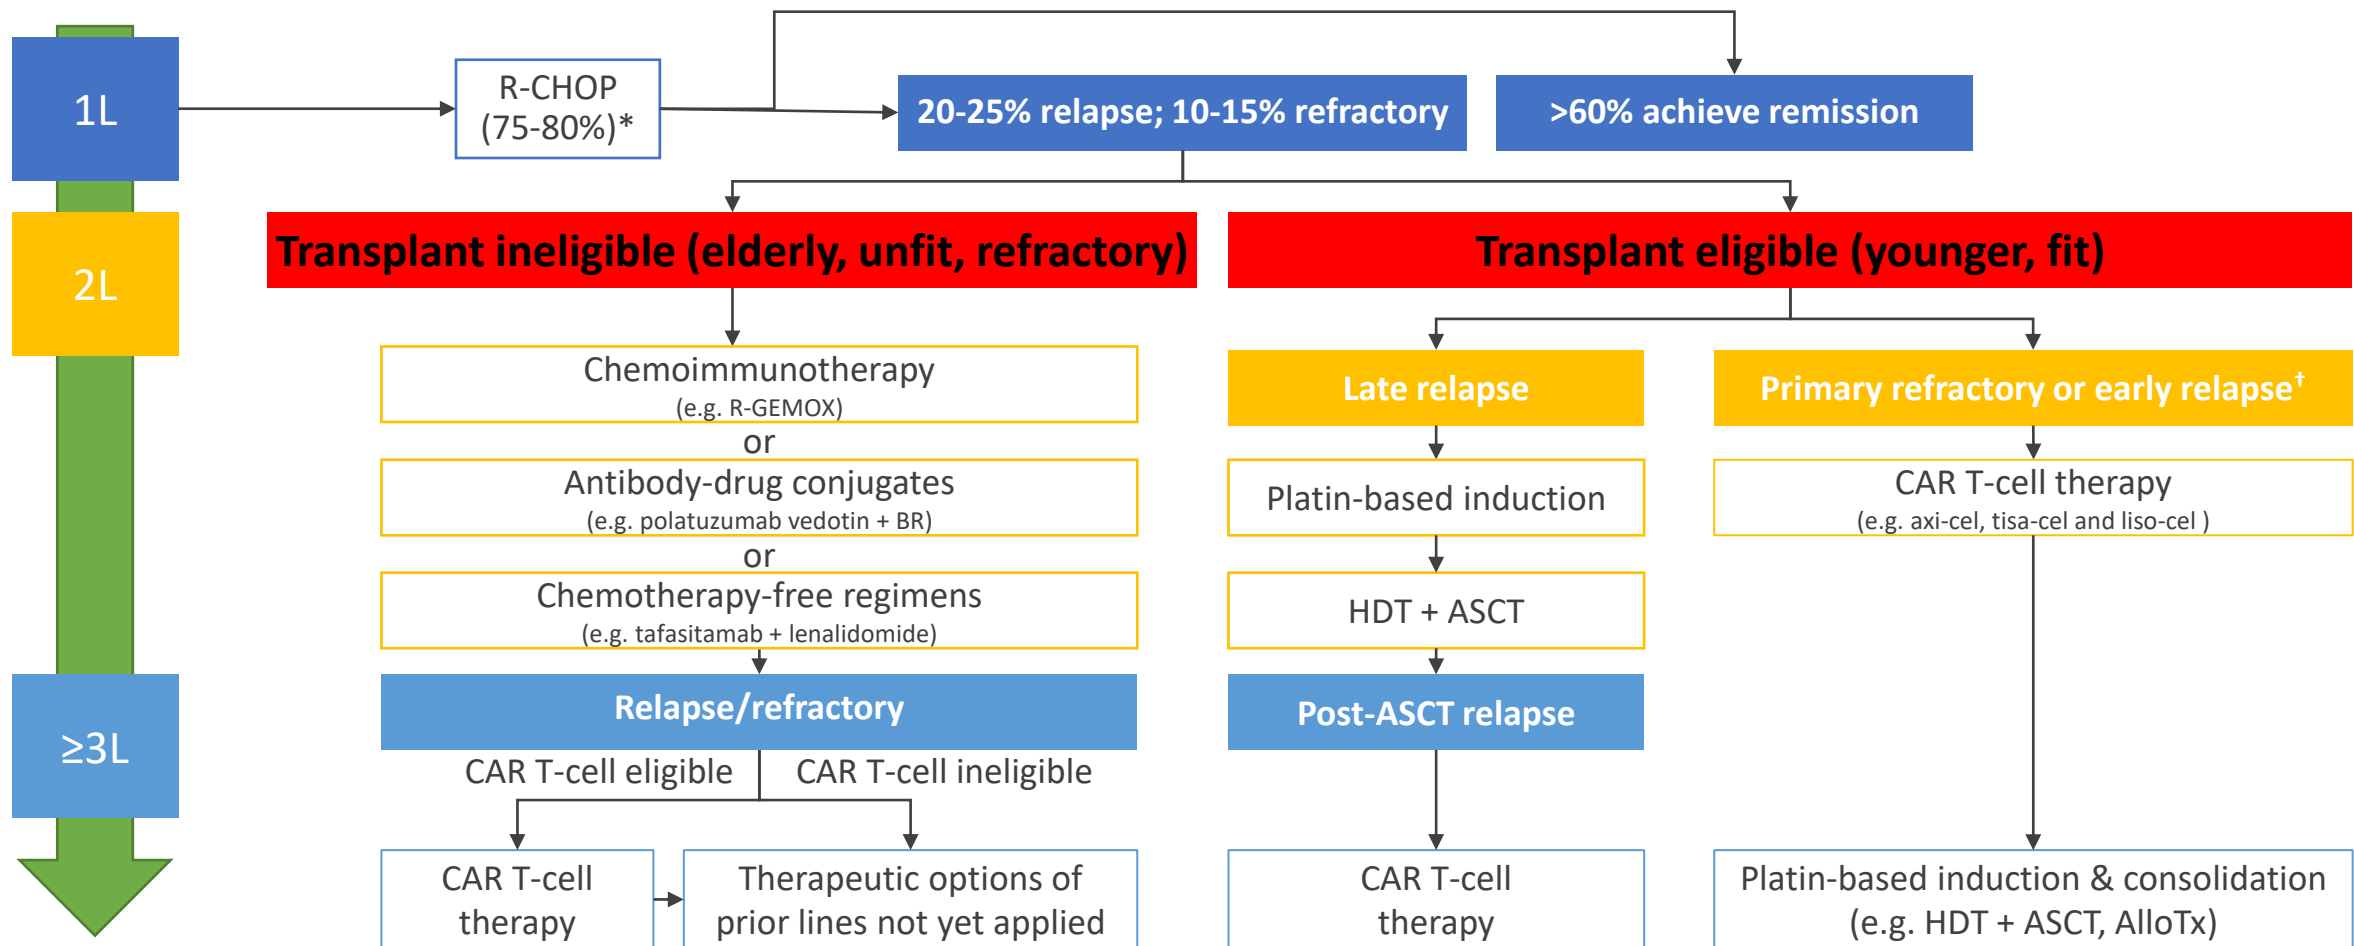 1L
R-CHOP
(75-80%)*
20-25% relapse; 10-15% refractory
>60% achieve remission
2L
Transplant ineligible (elderly, unfit, refractory)
Transplant eligible (younger, fit)
Chemoimmunotherapy
(e.g. R-GEMOX)
or
Antibody-drug conjugates
(e.g. polatuzumab vedotin + BR)
or
Chemotherapy-free regimens
(e.g. tafasitamab + lenalidomide)
Late relapse
Platin-based induction
HDT + ASCT
Primary refractory or early relapse†
CAR T-cell therapy
(e.g. axi-cel, tisa-cel and liso-cel )
≥3L
Relapse/refractory
CAR T-cell eligible
CAR T-cell ineligible
CAR T-cell
therapy
Therapeutic options of
prior lines not yet applied
Post-ASCT relapse
CAR T-cell
therapy
Platin-based induction & consolidation
(e.g. HDT + ASCT, AlloTx)